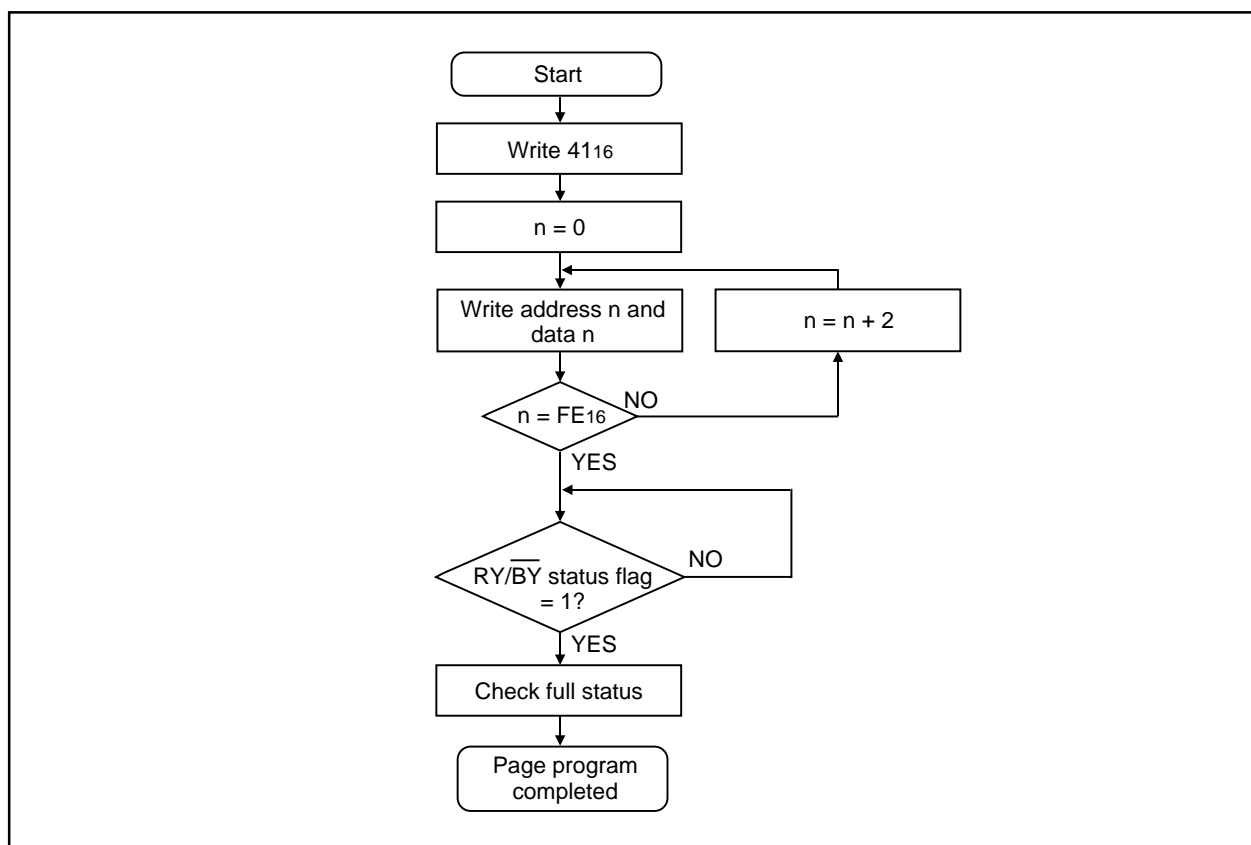 Start
Write 4116
n = 0
Write address n and
data n
n = n + 2
n = FE16
NO
YES
RY/B̅Y̅ status flag
= 1?
NO
YES
Check full status
Page program
completed